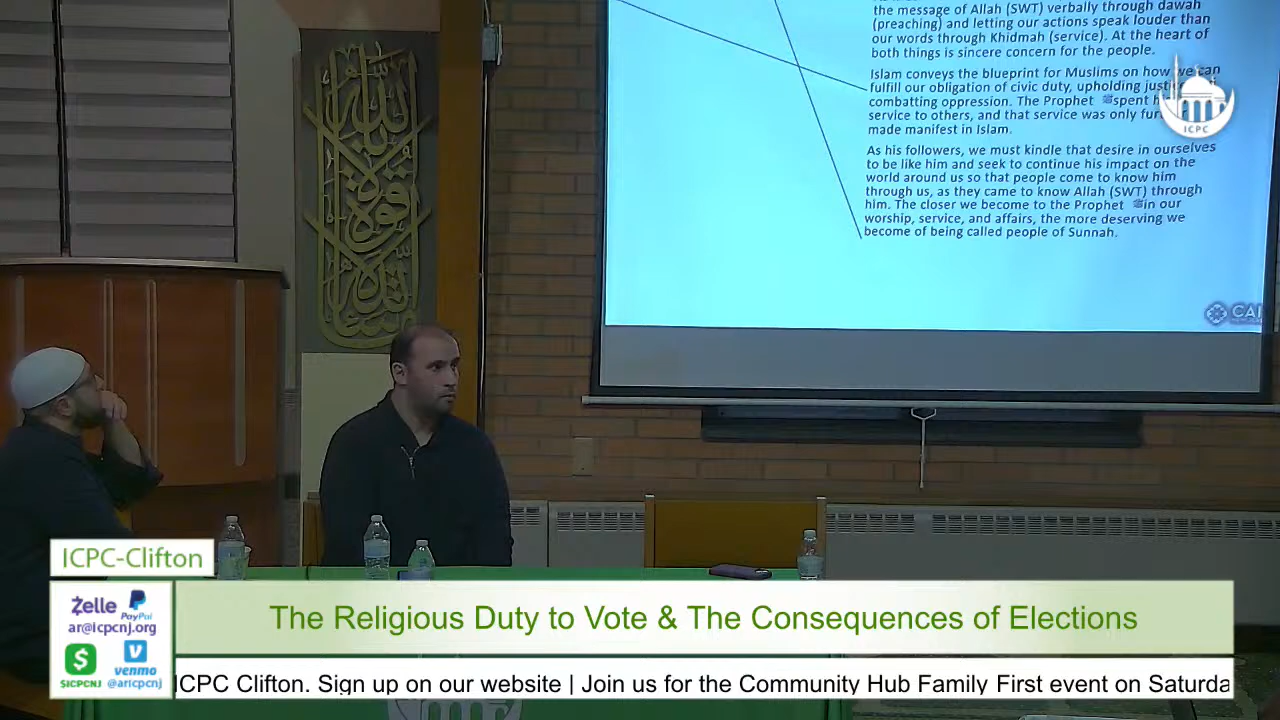 the message of Allah (SWT) verbally through dawah
(preaching) and letting our actions speak louder than
our words through Khidmah (service). At the heart of
both things is sincere concern for the people.
Islam conveys the blueprint for Muslims on how we can
fulfill our obligation of civic duty, upholding
combatting oppression. The Prophet ﷺ spent
service to others, and that service was only
made manifest in Islam.
As his followers, we must kindle that desire in ourselves
to be like him and seek to continue his impact on the
world around us so that people come to know him
through us, as they came to know Allah (SWT) through
him. The closer we become to the Prophet ﷺ in our
worship, service, and affairs, the more deserving we
become of being called people of Sunnah.
ICPC
ICPC-Clifton
The Religious Duty to Vote & The Consequences of Elections
Zelle
PayPal
ar@icpcnj.org
venmo
$ICPCNJ @aricpcnj
ICPC Clifton. Sign up on our website | Join us for the Community Hub Family First event on Saturda